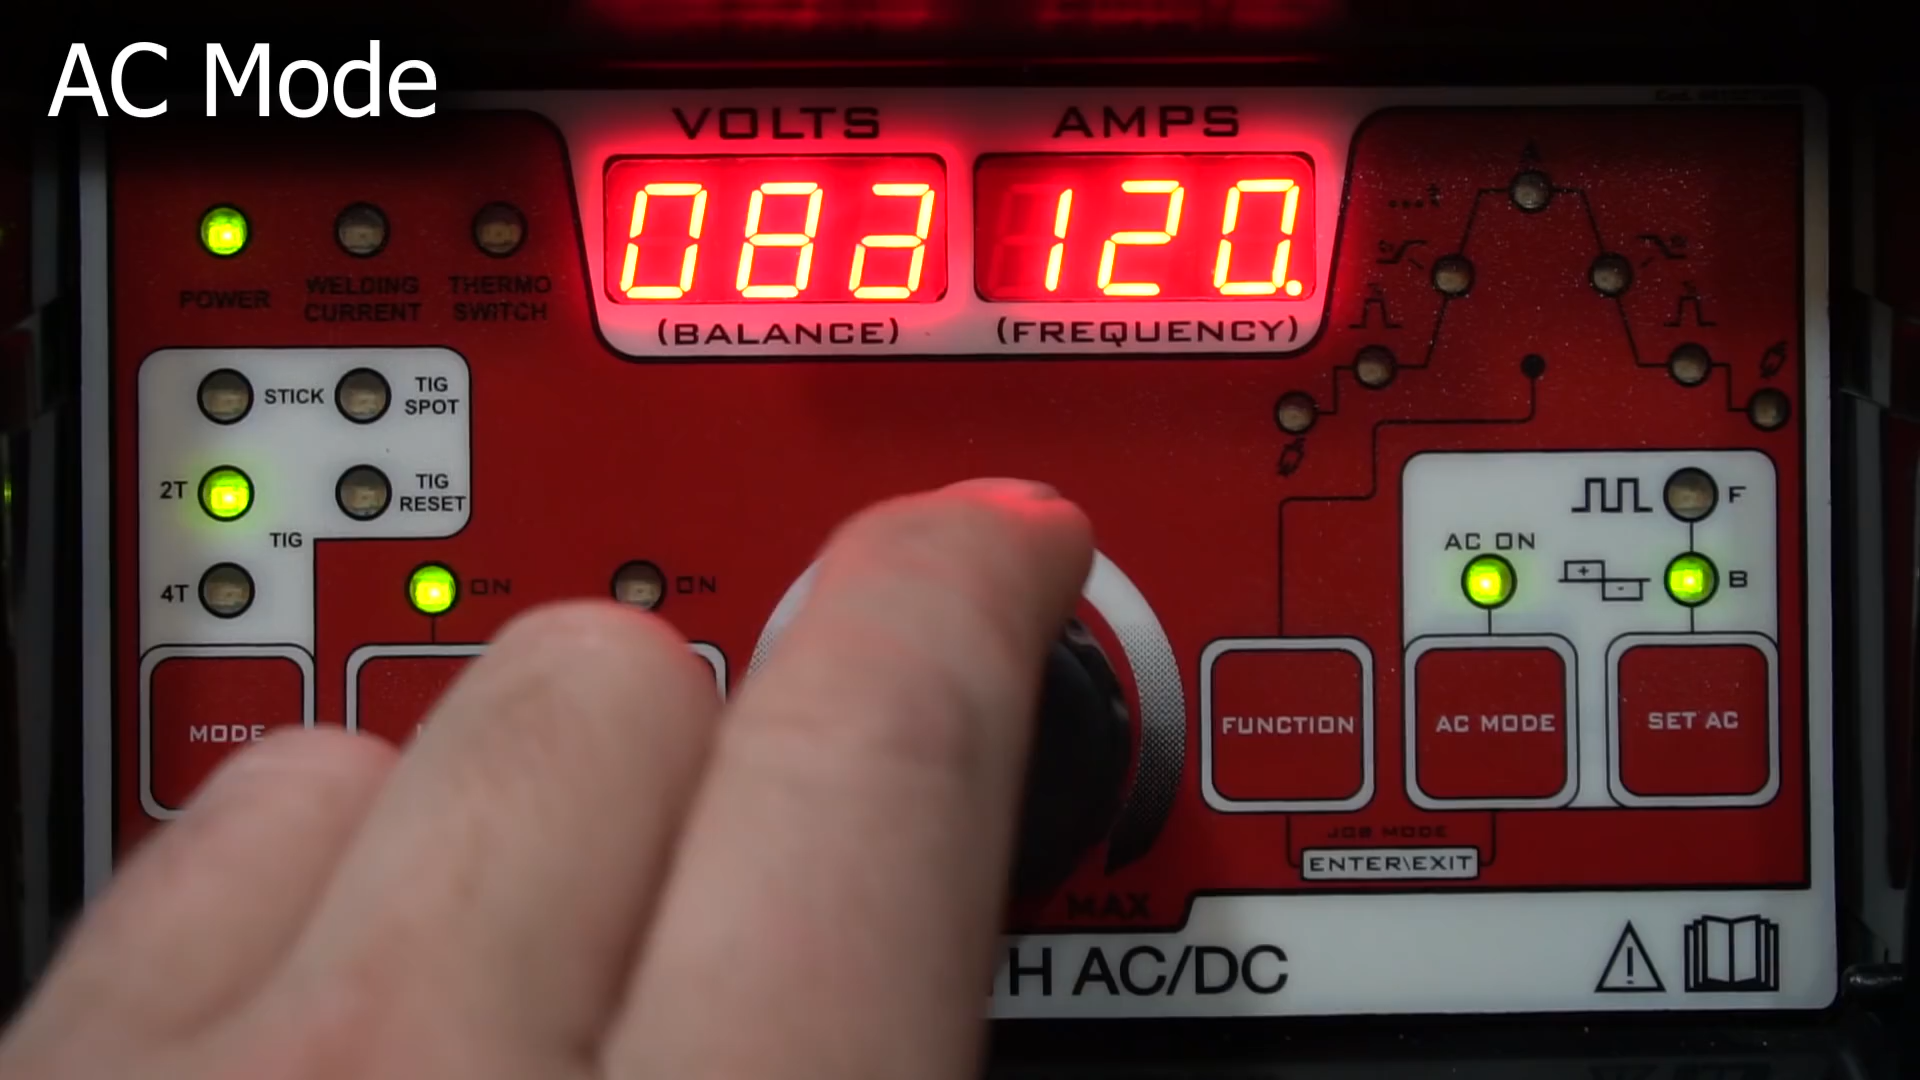 AC Mode
VOLTS
AMPS
120.
(BALANCE)
(FREQUENCY)
POWER
WELDING
CURRENT
THERMO
SWITCH
STICK
TIG
SPOT
2T
TIG
RESET
TIG
4T
ON
ON
F
AC ON
B
+
-
MODE
FUNCTION
AC MODE
SET AC
JOB MODE
ENTER\EXIT
MAX
H AC/DC